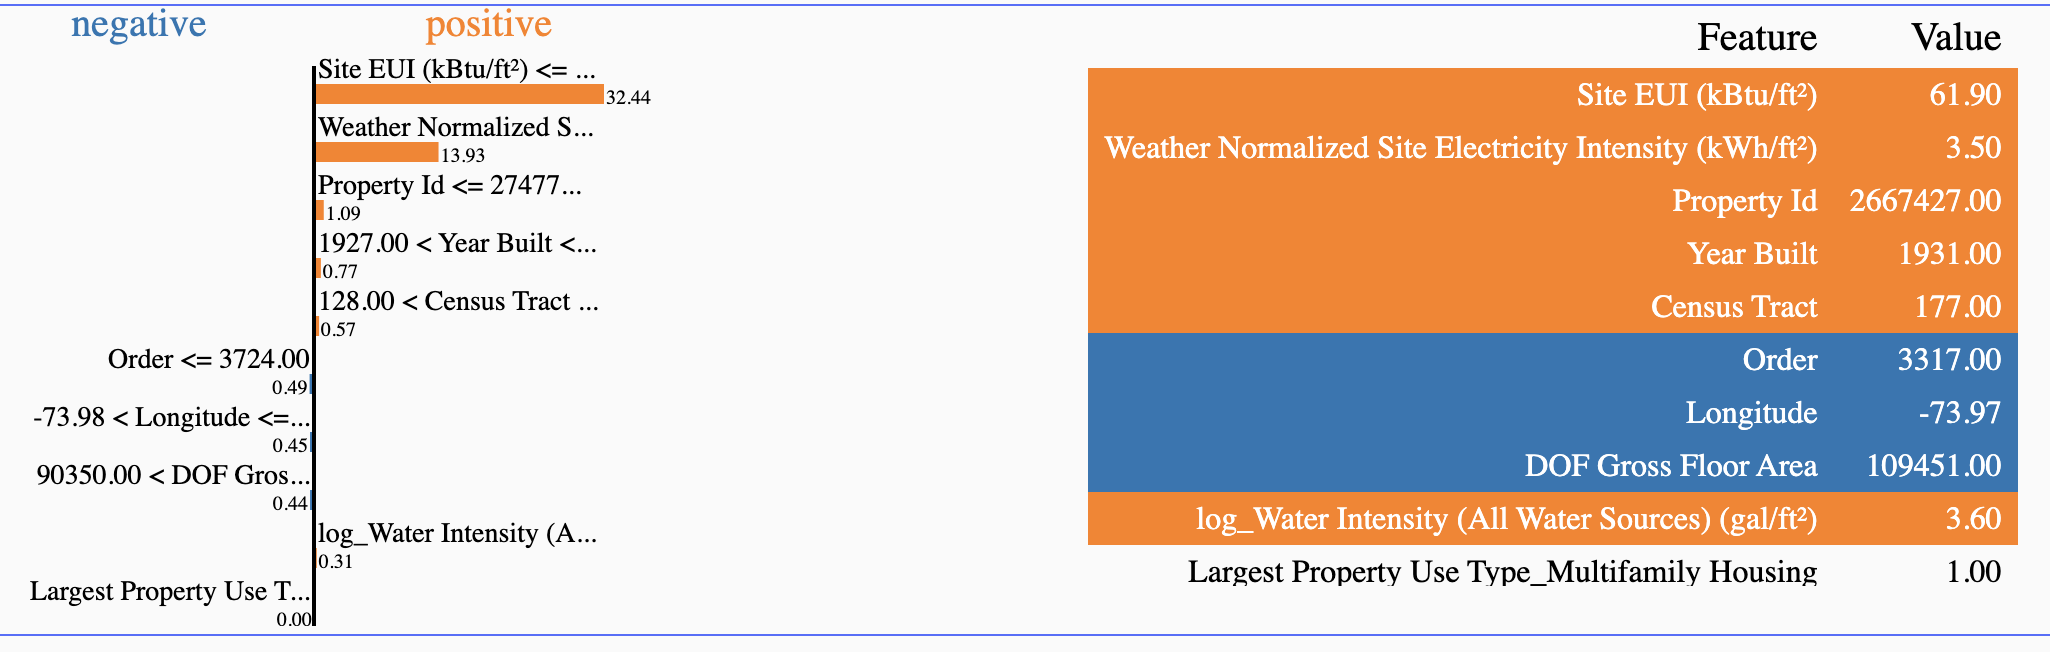 negative positive
Site EUI (kBtu/ft²) <= ...
32.44
Weather Normalized S...
13.93
Property Id <= 27477...
1.09
1927.00 < Year Built <...
0.77
128.00 < Census Tract ...
0.57
Order <= 3724.00
0.49
-73.98 < Longitude <=...
0.45
90350.00 < DOF Gros...
0.44
log_Water Intensity (A...
0.31
Largest Property Use T...
0.00
Feature Value
Site EUI (kBtu/ft²) 61.90
Weather Normalized Site Electricity Intensity (kWh/ft²) 3.50
Property Id 2667427.00
Year Built 1931.00
Census Tract 177.00
Order 3317.00
Longitude -73.97
DOF Gross Floor Area 109451.00
log_Water Intensity (All Water Sources) (gal/ft²) 3.60
Largest Property Use Type_Multifamily Housing 1.00